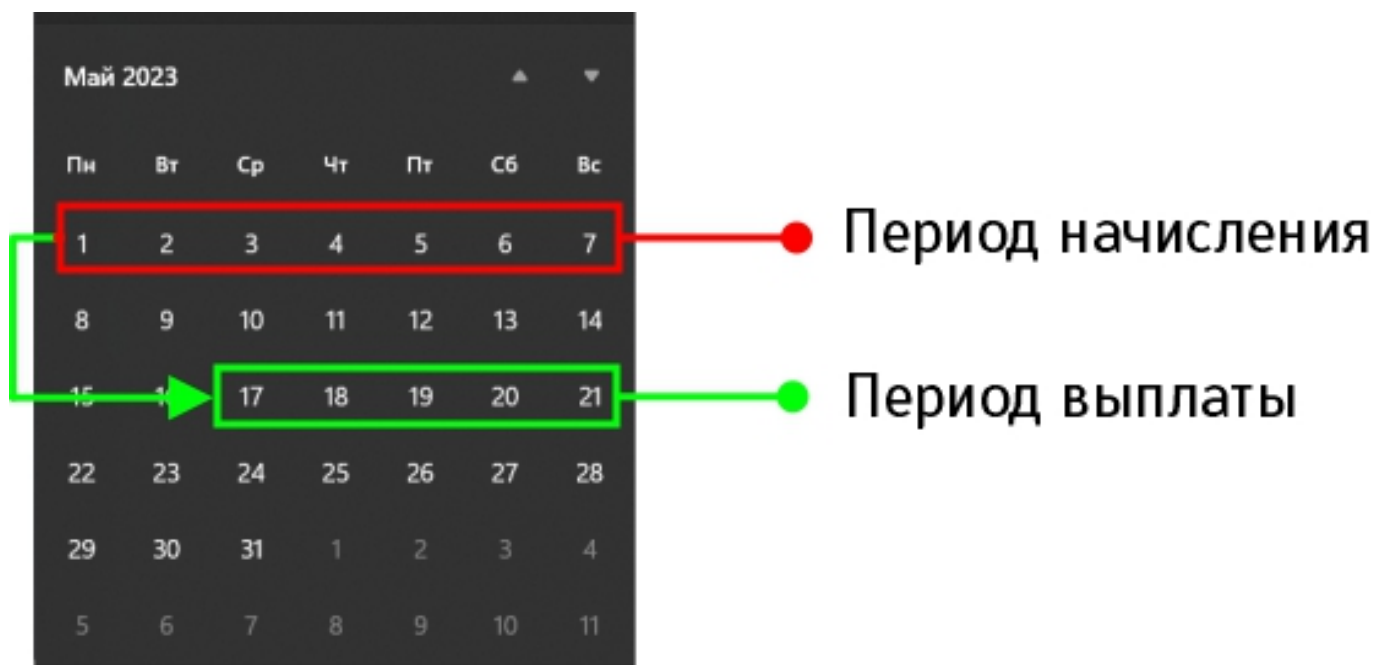 Май 2023
Пн Вт Ср Чт Пт Сб Вс
1 2 3 4 5 6 7 Период начисления
8 9 10 11 12 13 14
15 17 18 19 20 21 Период выплаты
22 23 24 25 26 27 28
29 30 31 1 2 3 4
5 6 7 8 9 10 11